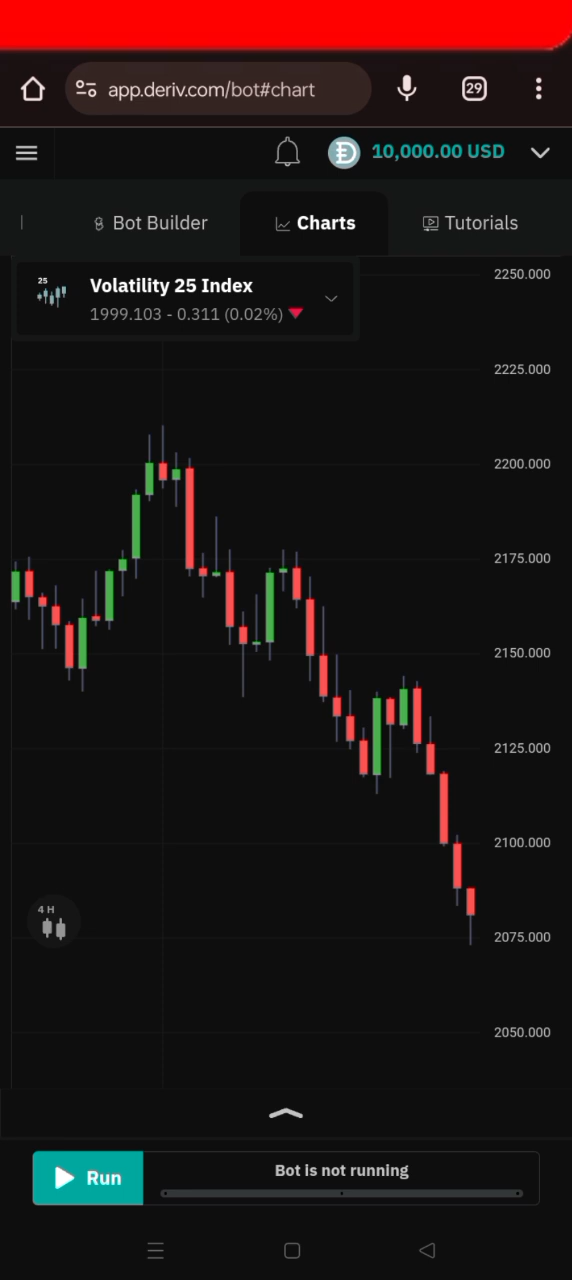 app.deriv.com/bot#chart
29
10,000.00 USD
Bot Builder
Charts
Tutorials
25
Volatility 25 Index
1999.103 - 0.311 (0.02%)
2250.000
2225.000
2200.000
2175.000
2150.000
2125.000
2100.000
2075.000
2050.000
4 H
Run
Bot is not running